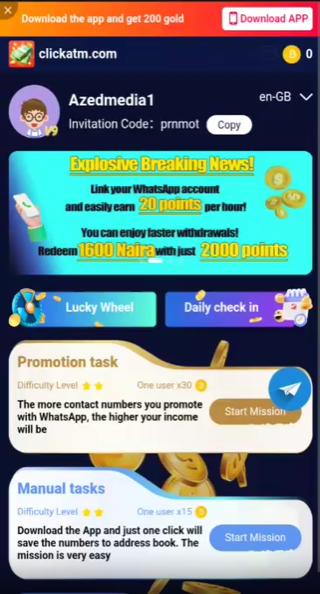 Download the app and get 200 gold
Download APP
clickatm.com
0
Azedmedia1
en-GB
V9
Invitation Code: prnmot
Copy
Explosive Breaking News!
Link your WhatsApp account
and easily earn 20 points per hour!
You can enjoy faster withdrawals!
Redeem 1600 Naira with just 2000 points
Lucky Wheel
Daily check in
Promotion task
Difficulty Level
One user x30
The more contact numbers you promote
with WhatsApp, the higher your income
will be
Start Mission
Manual tasks
Difficulty Level
One user x15
Download the App and just one click will
save the numbers to address book. The
mission is very easy
Start Mission